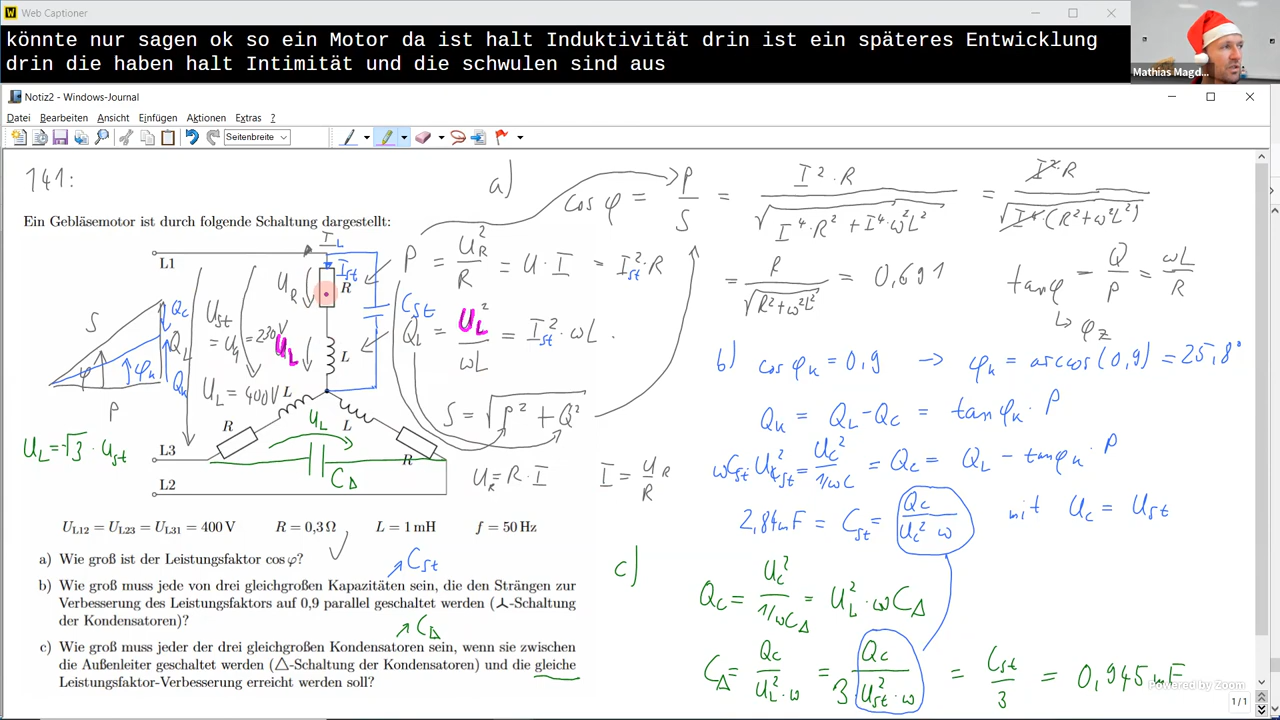 Web Captioner
könnte nur sagen ok so ein Motor da ist halt Induktivität drin ist ein späteres Entwicklung
drin die haben halt Intimität und die schwulen sind aus
Mathias Magd...
Notiz2 - Windows-Journal
Datei Bearbeiten Ansicht Einfügen Aktionen Extras ?
Seitenbreite
141:
Ein Gebläsemotor ist durch folgende Schaltung dargestellt:
L1
I_L
I_St
U_R
R
C_St
U_St
= U_q = 230V
U_L
L
U_L = 400V
S
φ
P
Q_C
Q_L
Q_K
φ_K
L
L
R
R
U_L
C_Δ
L3
L2
U_L = √3 · U_St
a) cos φ = P/S = I² · R / √(I⁴ · R² + I⁴ · ω²L²) = I² · R / √(I⁴ (R² + ω²L²))
P = U_R²/R = U · I = I_St² · R
= R / √(R² + ω²L²) = 0,691
tan φ = Q/P = ωL/R
↳ φ_Z
Q_L = U_L²/ωL = I_St² · ωL
S = √(P² + Q²)
U_R = R · I I = U_R/R
b) cos φ_K = 0,9 → φ_K = arccos(0,9) = 25,8°
Q_K = Q_L - Q_C = tan φ_K · P
ωC_St U_St² = U_C² / 1/ωC = Q_C = Q_L - tan φ_K · P
2,84mF = C_St = Q_C / U_C² · ω mit U_C = U_St
U_L12 = U_L23 = U_L31 = 400 V R = 0,3 Ω L = 1 mH f = 50 Hz
a) Wie groß ist der Leistungsfaktor cos φ?
C_St
b) Wie groß muss jede von drei gleichgroßen Kapazitäten sein, die den Strängen zur
Verbesserung des Leistungsfaktors auf 0,9 parallel geschaltet werden (⅄-Schaltung
der Kondensatoren)?
C_Δ
c) Wie groß muss jeder der drei gleichgroßen Kondensatoren sein, wenn sie zwischen
die Außenleiter geschaltet werden (△-Schaltung der Kondensatoren) und die gleiche
Leistungsfaktor-Verbesserung erreicht werden soll?
c)
Q_C = U_C² / 1/ωC_Δ = U_L² · ωC_Δ
C_Δ = Q_C / U_L² · ω = Q_C / 3 U_St² · ω = C_St / 3 = 0,945mF
Powered by Zoom
1/1